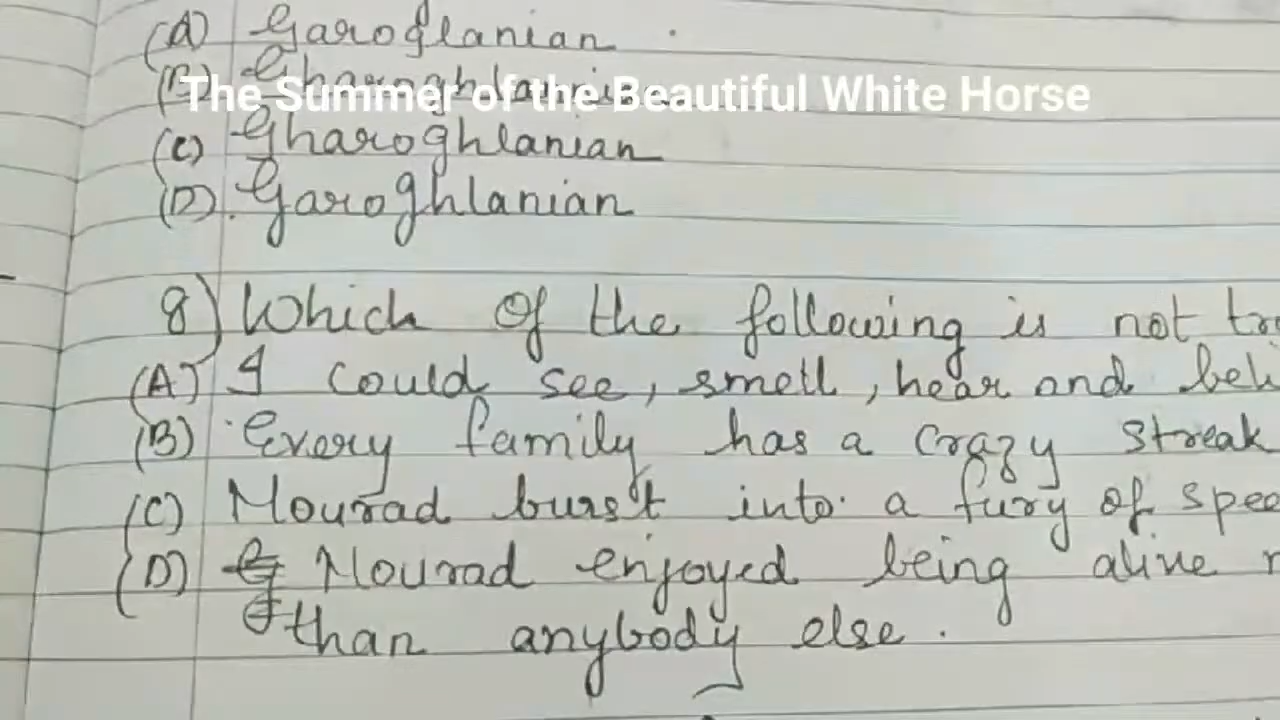 (A) Garoglanian
(B) Gharoghlanin
The Summer of the Beautiful White Horse
(C) Gharoghlanian
(D) Garoghlanian
8) Which of the following is not
(A) I could see, smell, hear and
(B) Every family has a crazy streak
(C) Mourad burst into a fury of
(D) Mourad enjoyed being alive
than anybody else.